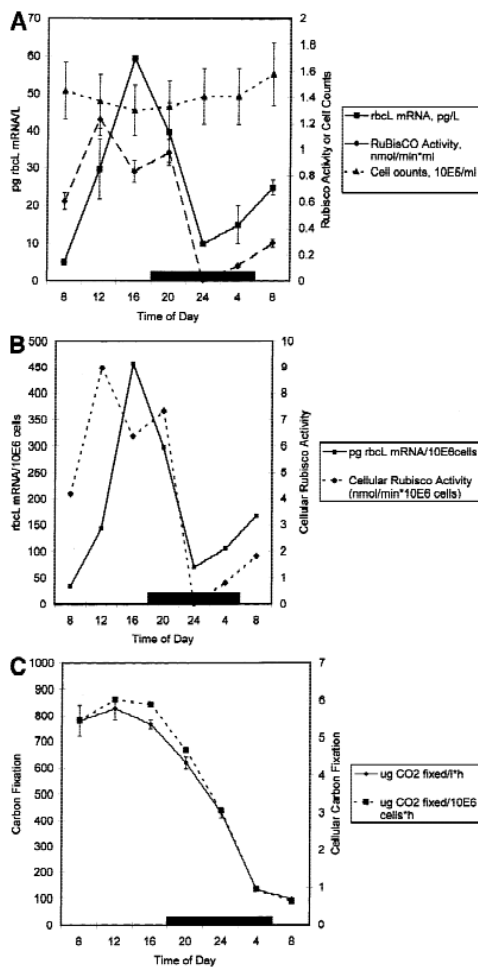 A
pg rbcL mRNA/L
70
60
50
40
30
20
10
0
2
1.8
1.6
1.4
1.2
1
0.8
0.6
0.4
0.2
0
Rubisco Activity or Cell Counts
8 12 16 20 24 4 8
Time of Day
rbcL mRNA, pg/L
RuBisCO Activity,
nmol/min*ml
Cell counts, 10E5/ml
B
rbcL mRNA/10E6 cells
500
450
400
350
300
250
200
150
100
50
0
10
9
8
7
6
5
4
3
2
1
0
Cellular Rubisco Activity
8 12 16 20 24 4 8
Time of Day
pg rbcL mRNA/10E6cells
Cellular Rubisco Activity
(nmol/min*10E6 cells)
C
Carbon Fixation
1000
900
800
700
600
500
400
300
200
100
0
7
6
5
4
3
2
1
0
Cellular Carbon Fixation
8 12 16 20 24 4 8
Time of Day
ug CO2 fixed/l*h
ug CO2 fixed/10E6
cells*h